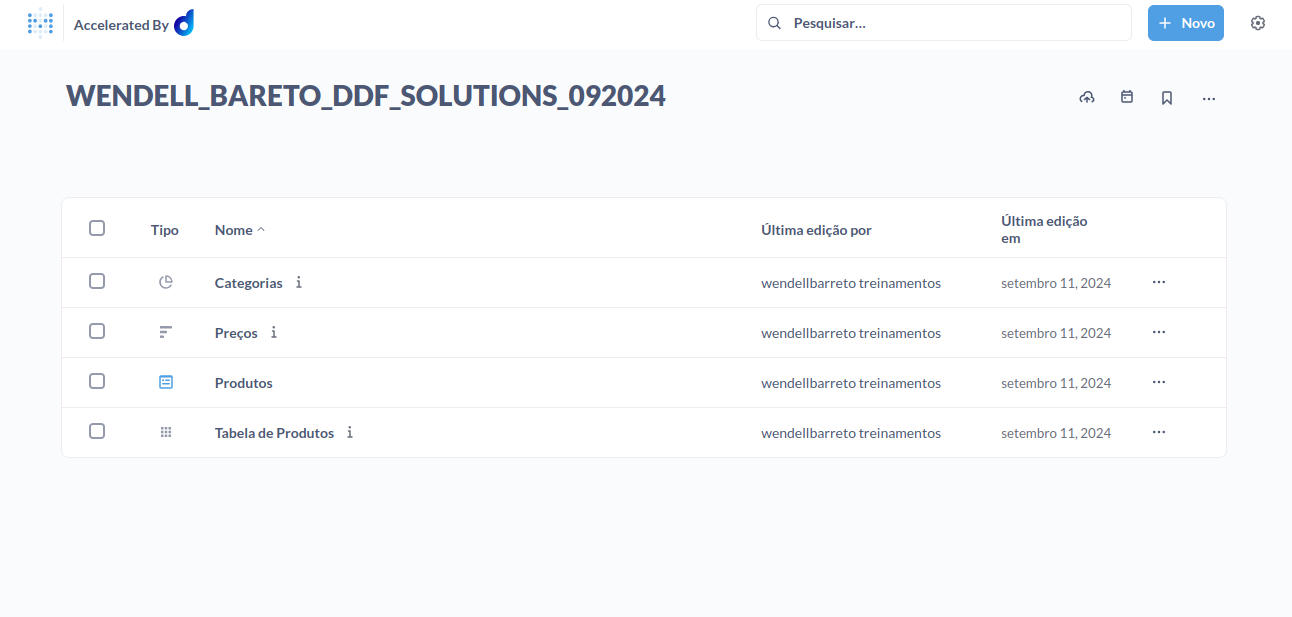 Accelerated By
Pesquisar...
Novo
WENDELL_BARETO_DDF_SOLUTIONS_092024
Tipo
Nome
Última edição por
Última edição
em
Categorias
wendellbarreto treinamentos
setembro 11, 2024
Preços
wendellbarreto treinamentos
setembro 11, 2024
Produtos
wendellbarreto treinamentos
setembro 11, 2024
Tabela de Produtos
wendellbarreto treinamentos
setembro 11, 2024